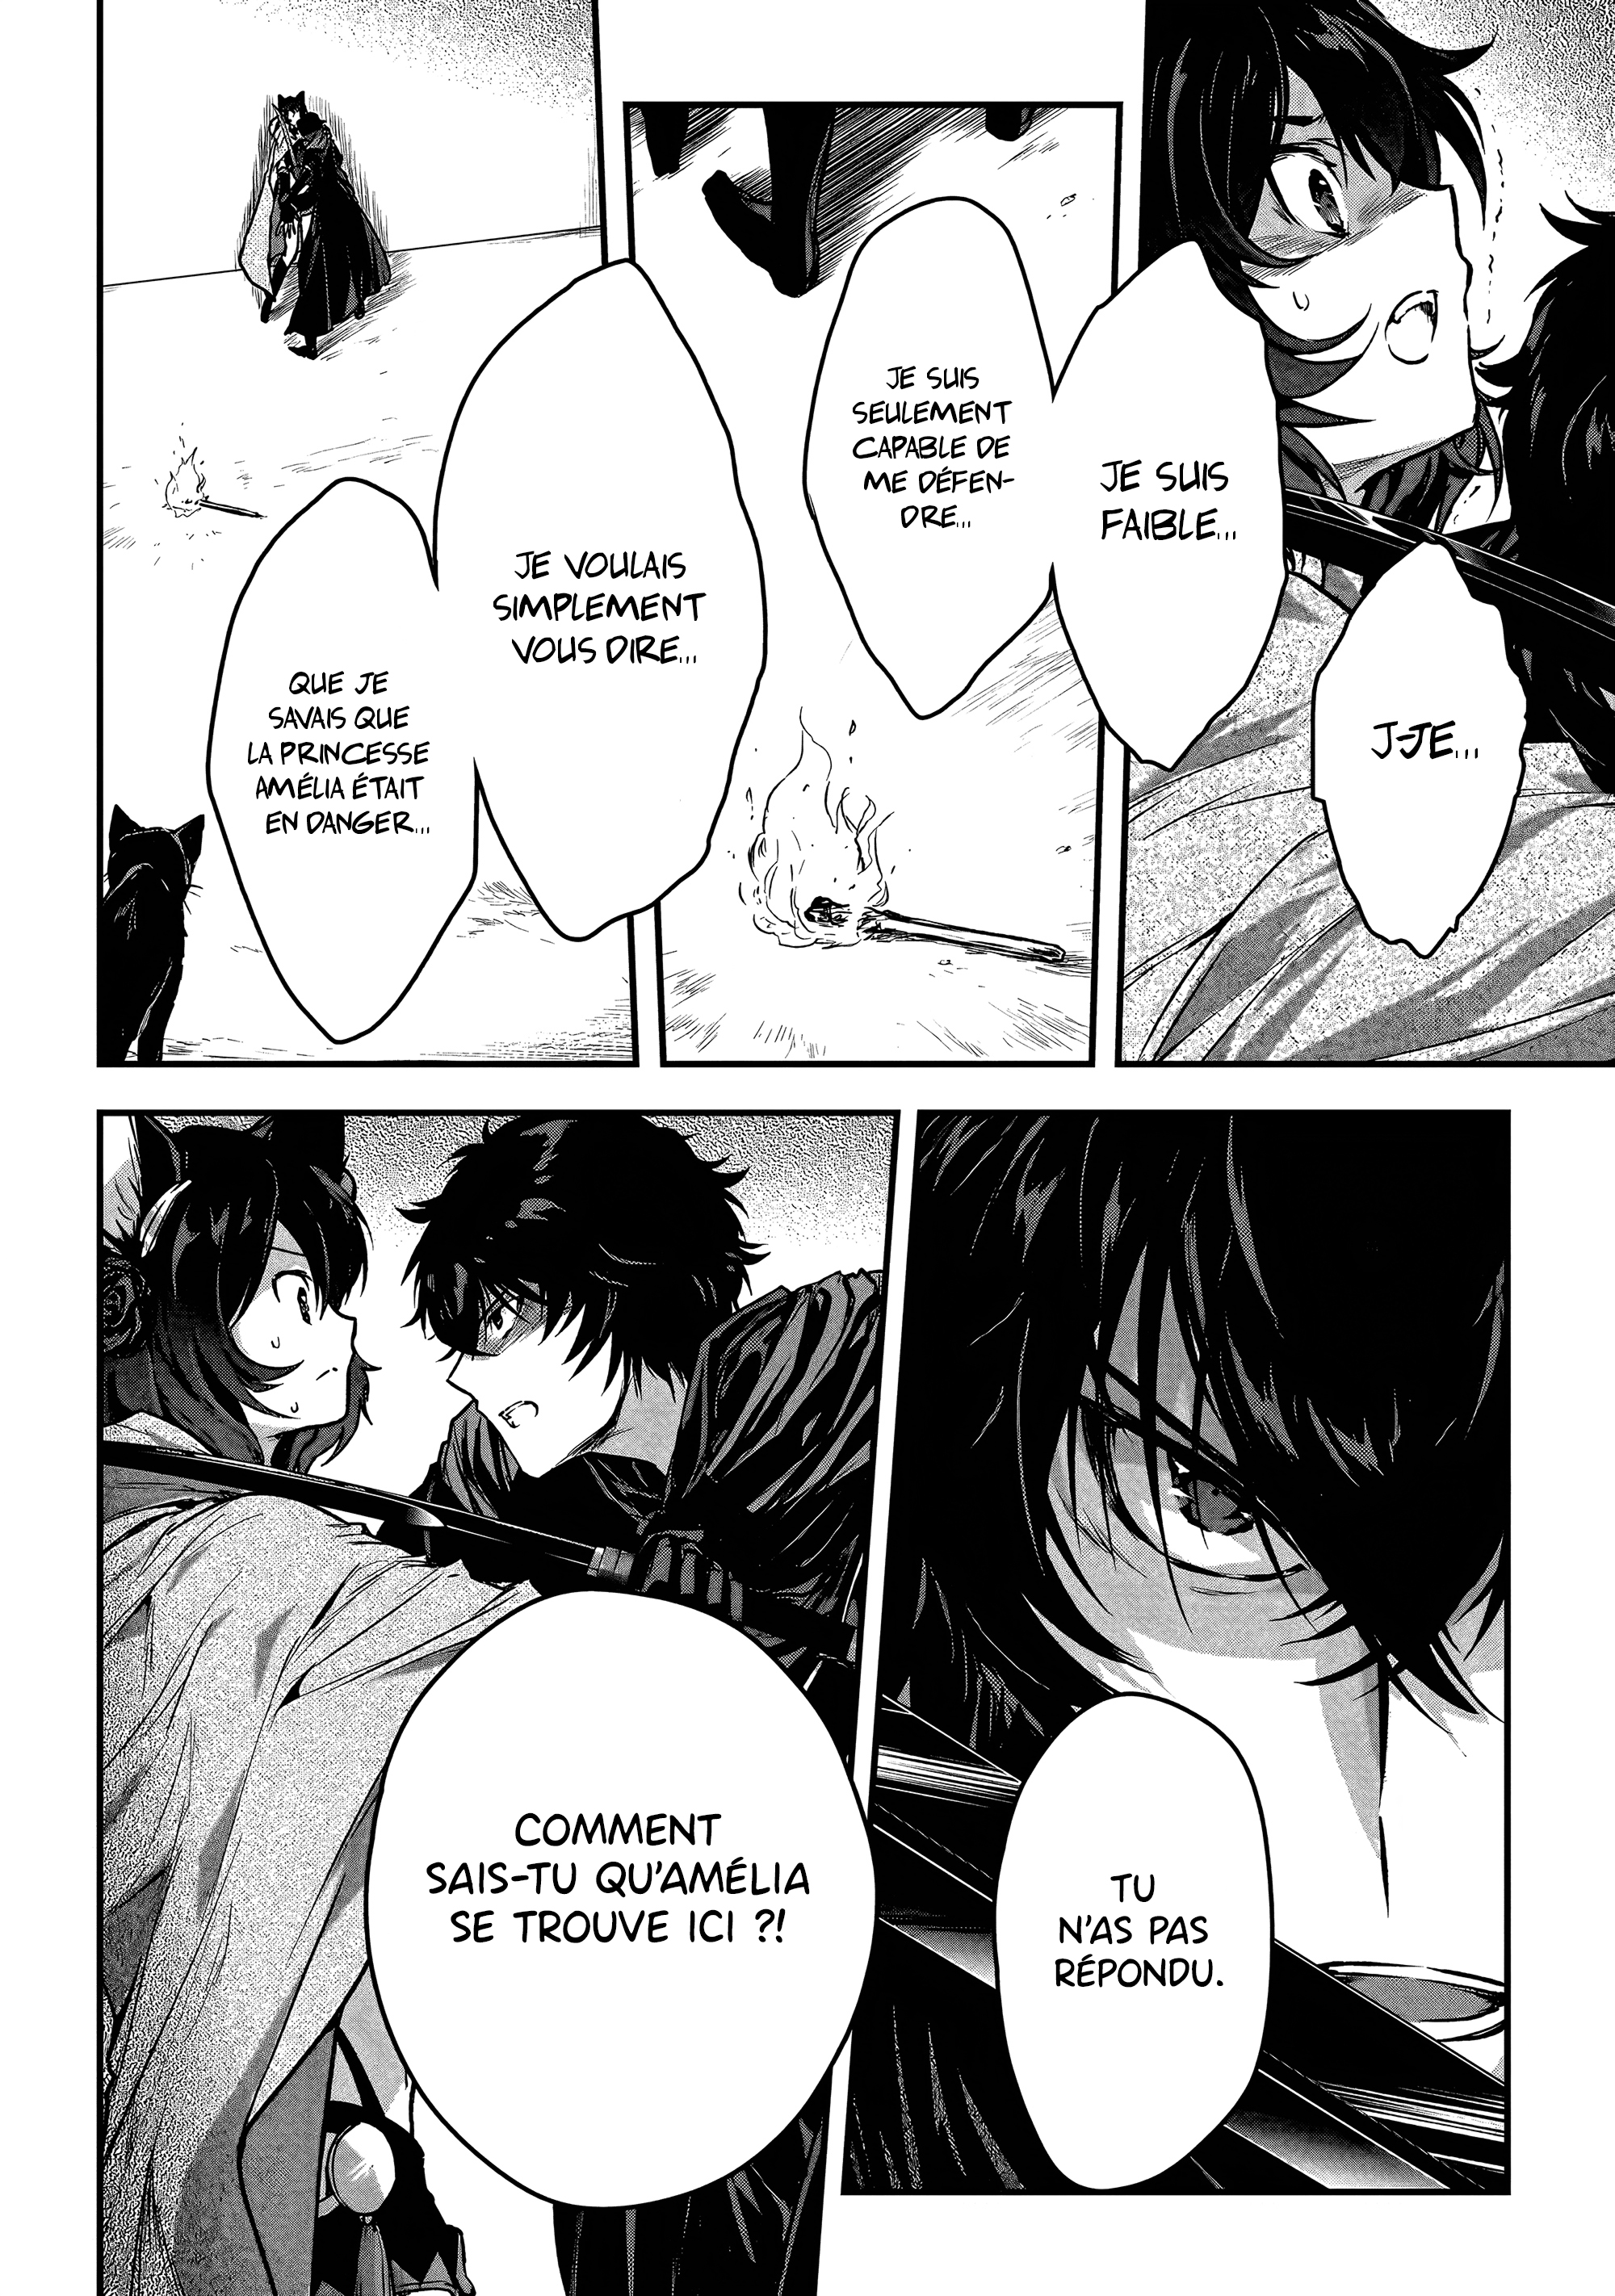 J-JE...
JE SUIS
FAIBLE...
JE SUIS
SEULEMENT
CAPABLE DE
ME DÉFEN-
DRE...
JE VOULAIS
SIMPLEMENT
VOUS DIRE...
QUE JE
SAVAIS QUE
LA PRINCESSE
AMÉLIA ÉTAIT
EN DANGER...
TU
N'AS PAS
RÉPONDU.
COMMENT
SAIS-TU QU'AMÉLIA
SE TROUVE ICI ?!